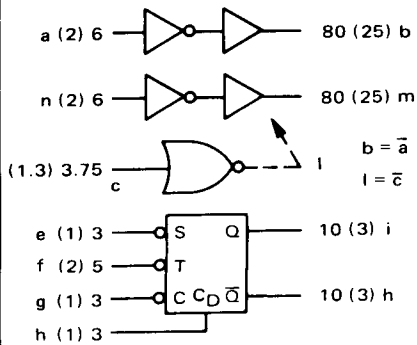 a (2) 6 80 (25) b
n (2) 6 80 (25) m
(1.3) 3.75 c l b = a̅
l = c̅
e (1) 3 S Q 10 (3) i
f (2) 5 T
g (1) 3 C C_D Q̅ 10 (3) h
h (1) 3